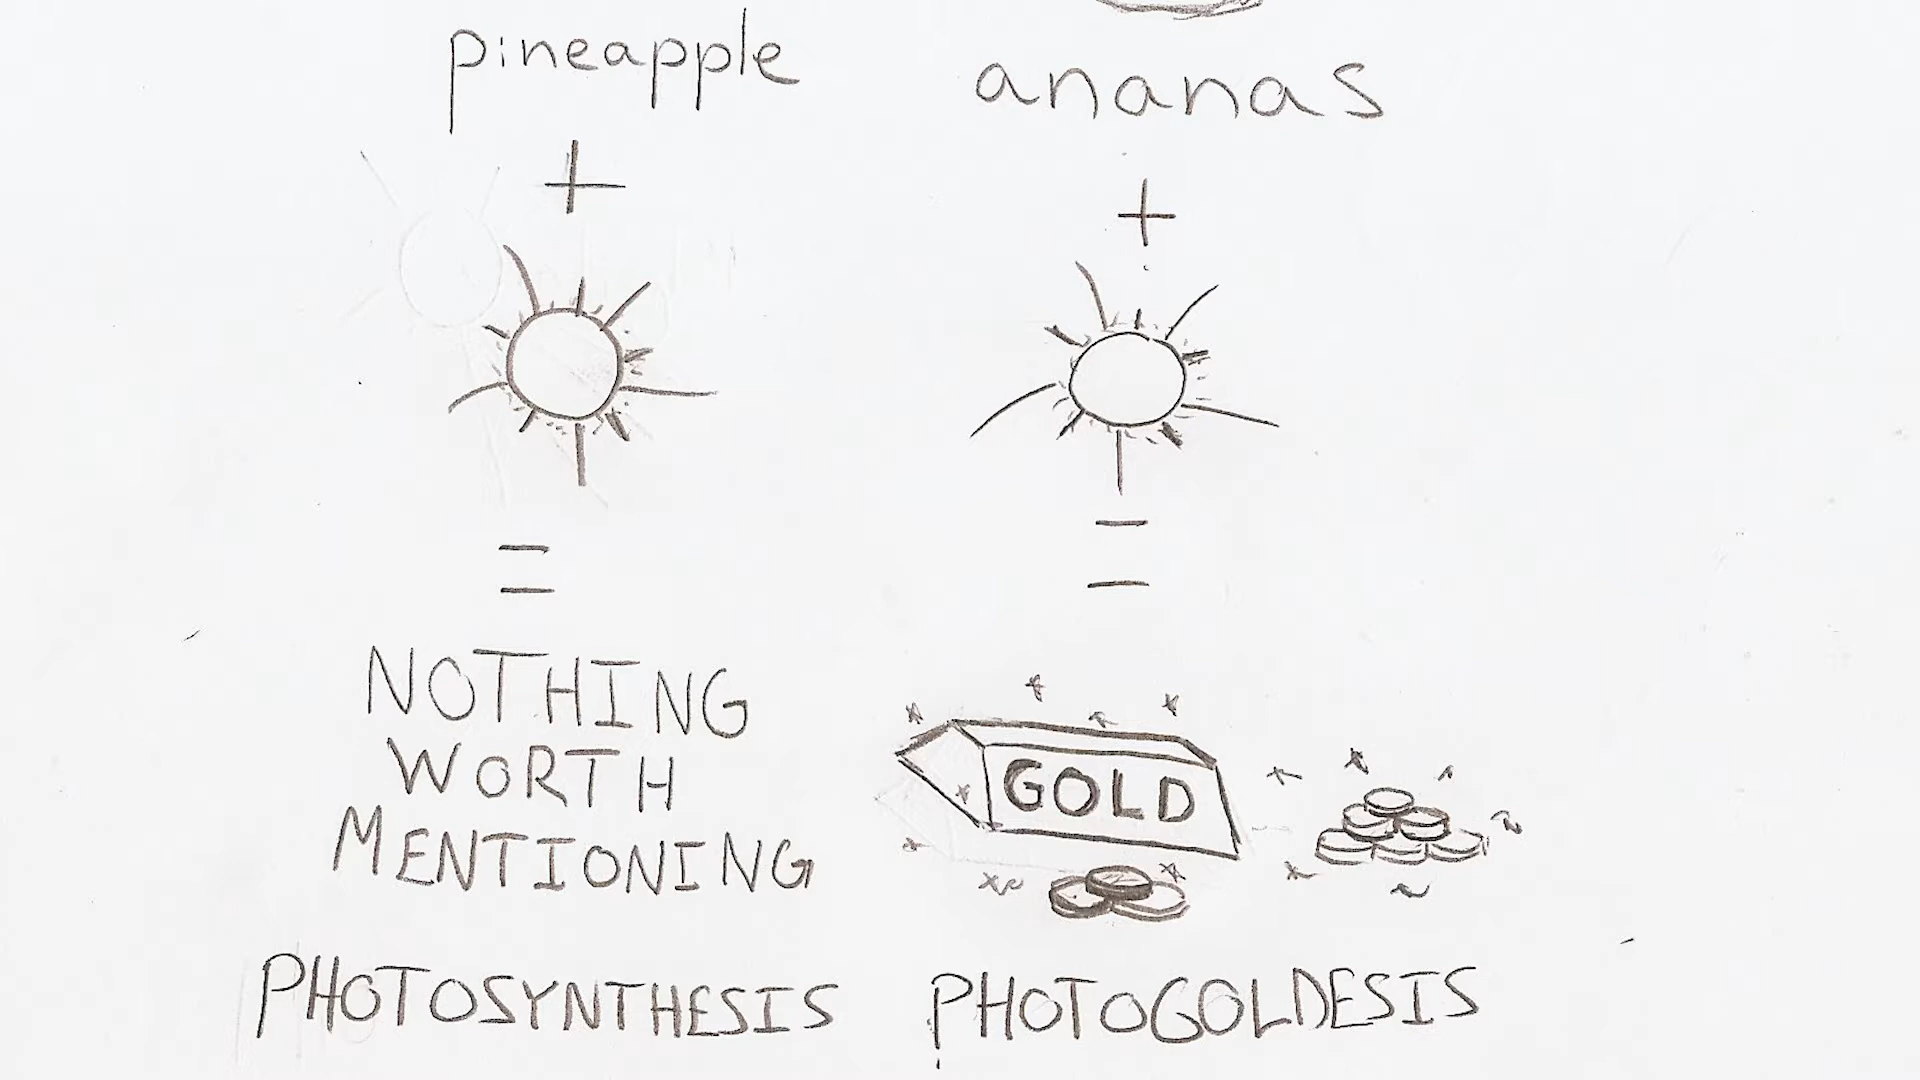 pineapple
ananas
+
+
=
=
NOTHING
WORTH
MENTIONING
GOLD
PHOTOSYNTHESIS
PHOTOGOLDESIS